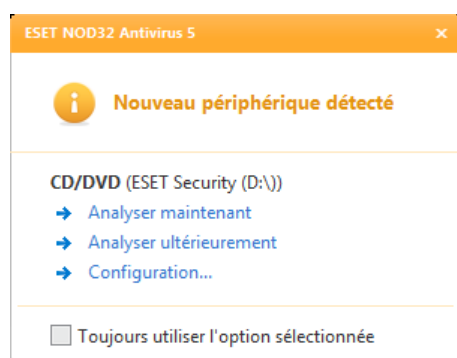 ESET NOD32 Antivirus 5
Nouveau périphérique détecté
CD/DVD (ESET Security (D:\))
Analyser maintenant
Analyser ultérieurement
Configuration...
Toujours utiliser l'option sélectionnée